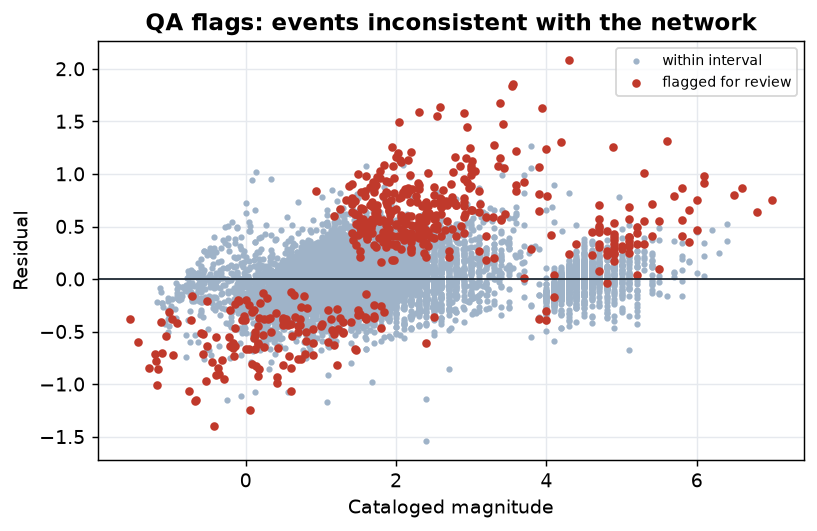 QA flags: events inconsistent with the network
within interval
flagged for review
2.0
1.5
1.0
0.5
0.0
−0.5
−1.0
−1.5
Residual
0 2 4 6
Cataloged magnitude